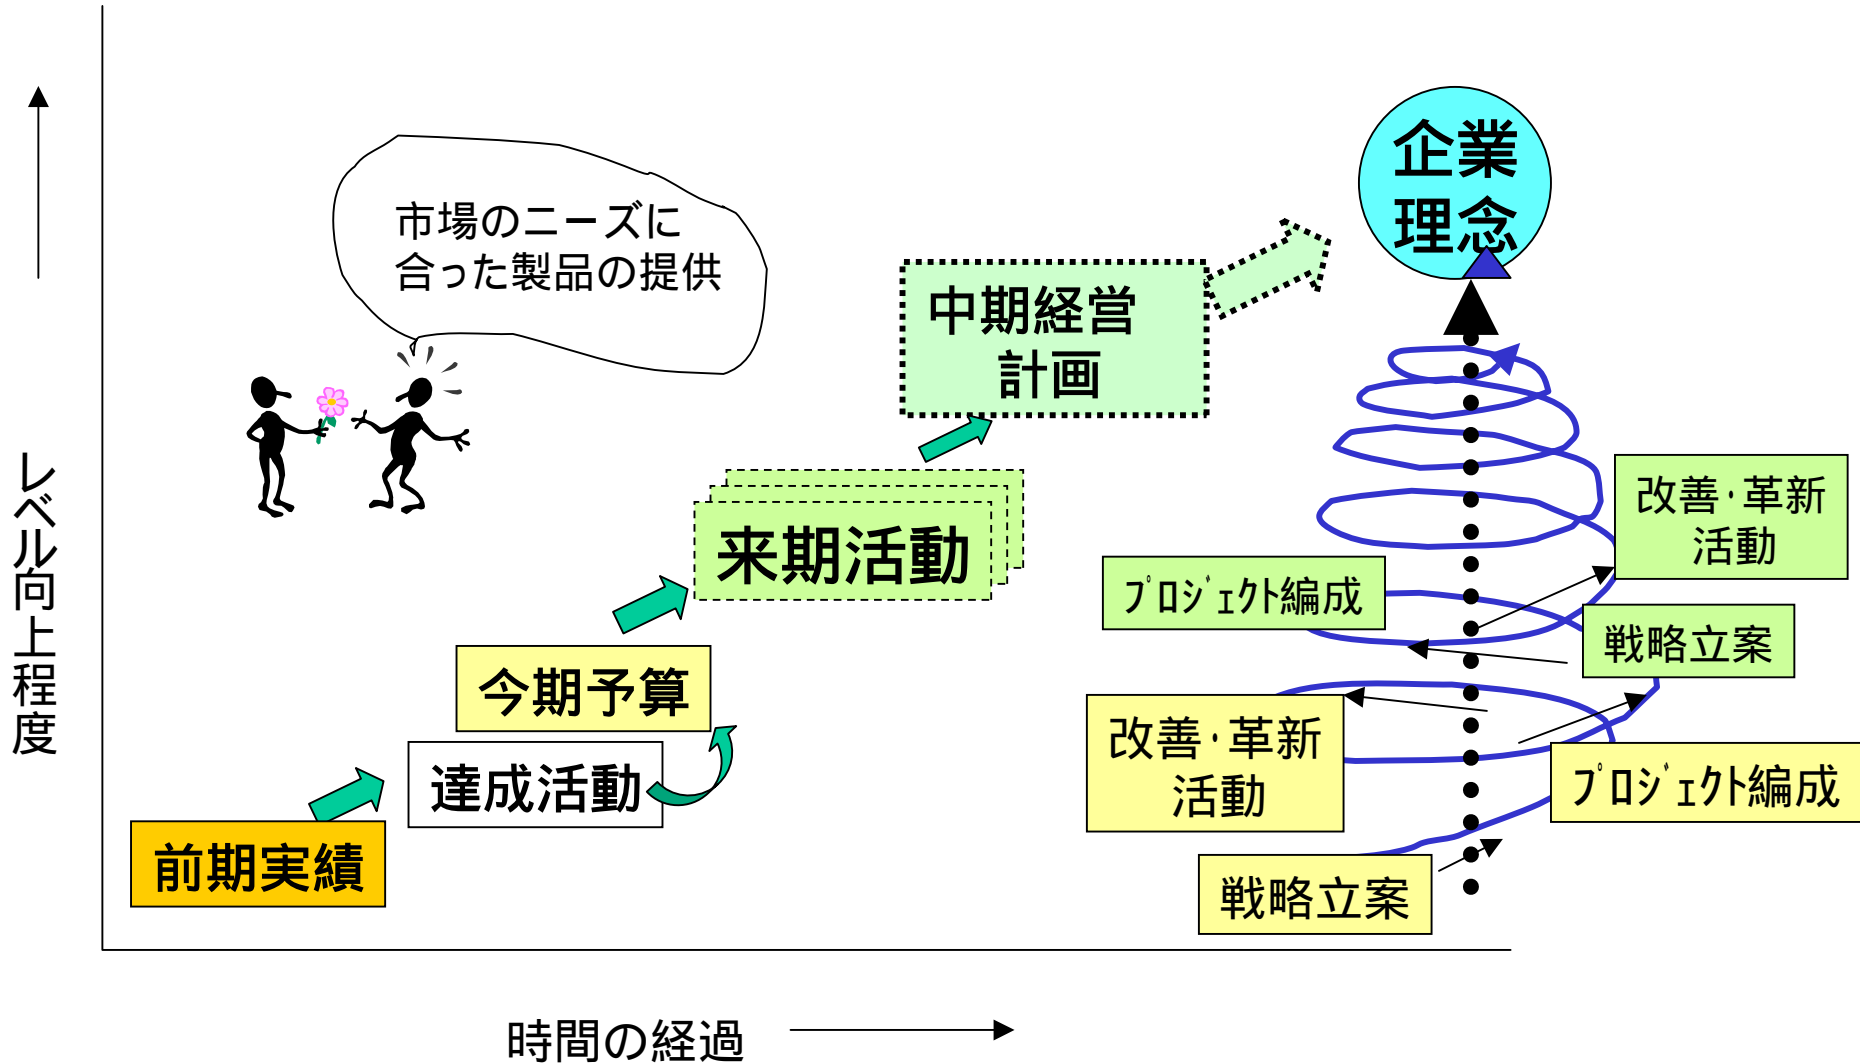 企業
理念
市場のニーズに
合った製品の提供
中期経営
計画
改善・革新
活動
来期活動
ﾌﾟﾛｼﾞｪｸﾄ編成
戦略立案
レベル向上程度
今期予算
改善・革新
活動
達成活動
ﾌﾟﾛｼﾞｪｸﾄ編成
前期実績
戦略立案
時間の経過